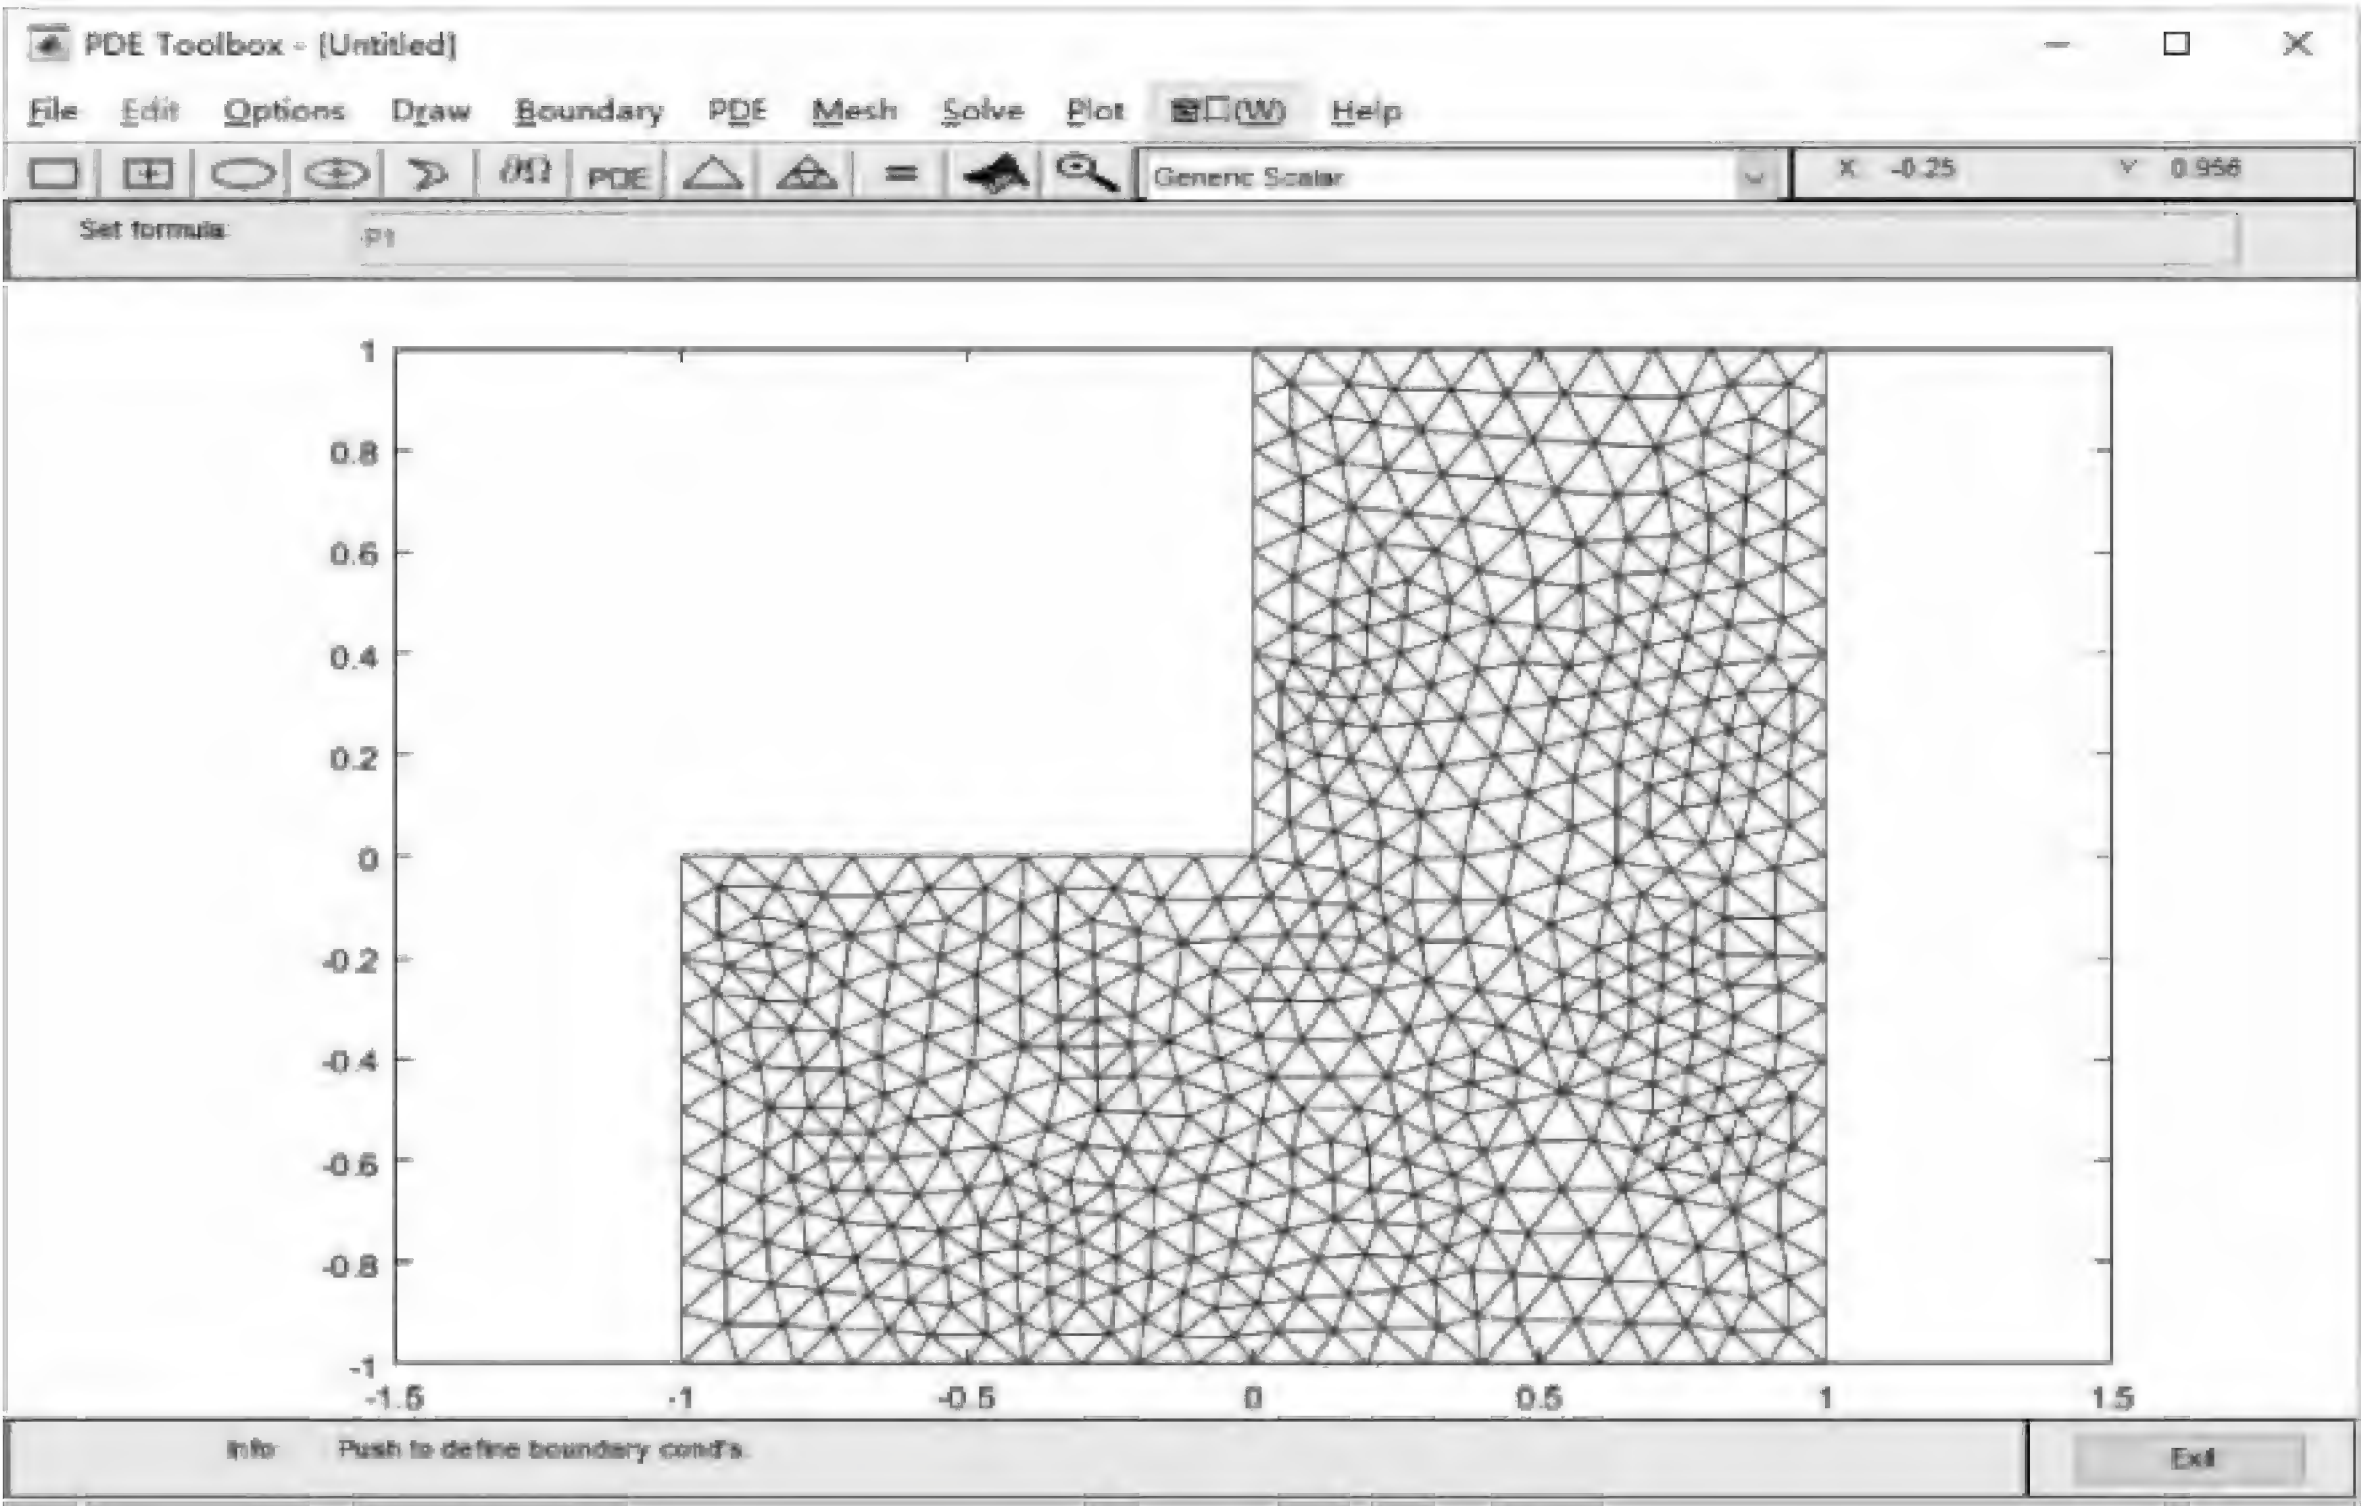 PDE Toolbox - [Untitled]
File Edit Options Draw Boundary PDE Mesh Solve Plot (W) Help
∂Ω PDE = Generic Scalar X: -0.25 Y: 0.956
Set formula: P1
1
0.8
0.6
0.4
0.2
0
-0.2
-0.4
-0.6
-0.8
-1
-1.5 -1 -0.5 0 0.5 1 1.5
Info: Push to define boundary cond's.
Exit